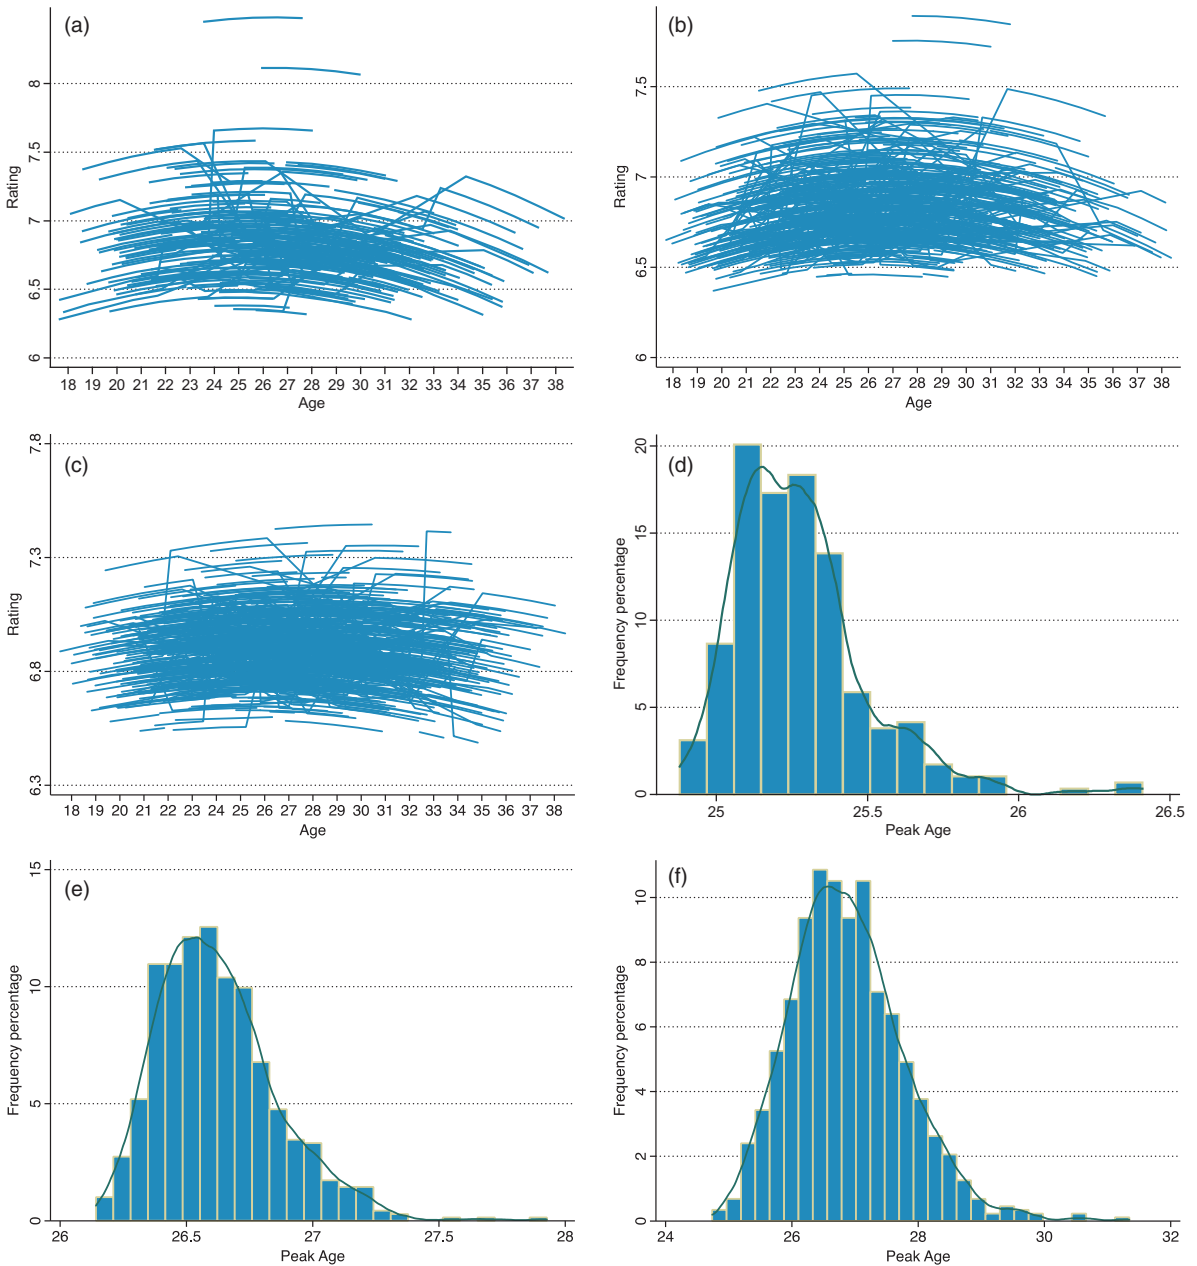 (a)
Rating
8
7.5
7
6.5
6
18 19 20 21 22 23 24 25 26 27 28 29 30 31 32 33 34 35 36 37 38
Age
(b)
Rating
7.5
7
6.5
6
18 19 20 21 22 23 24 25 26 27 28 29 30 31 32 33 34 35 36 37 38
Age
(c)
Rating
7.8
7.3
6.8
6.3
18 19 20 21 22 23 24 25 26 27 28 29 30 31 32 33 34 35 36 37 38
Age
(d)
Frequency percentage
20
15
10
5
0
25 25.5 26 26.5
Peak Age
(e)
Frequency percentage
15
10
5
0
26 26.5 27 27.5 28
Peak Age
(f)
Frequency percentage
10
8
6
4
2
0
24 26 28 30 32
Peak Age